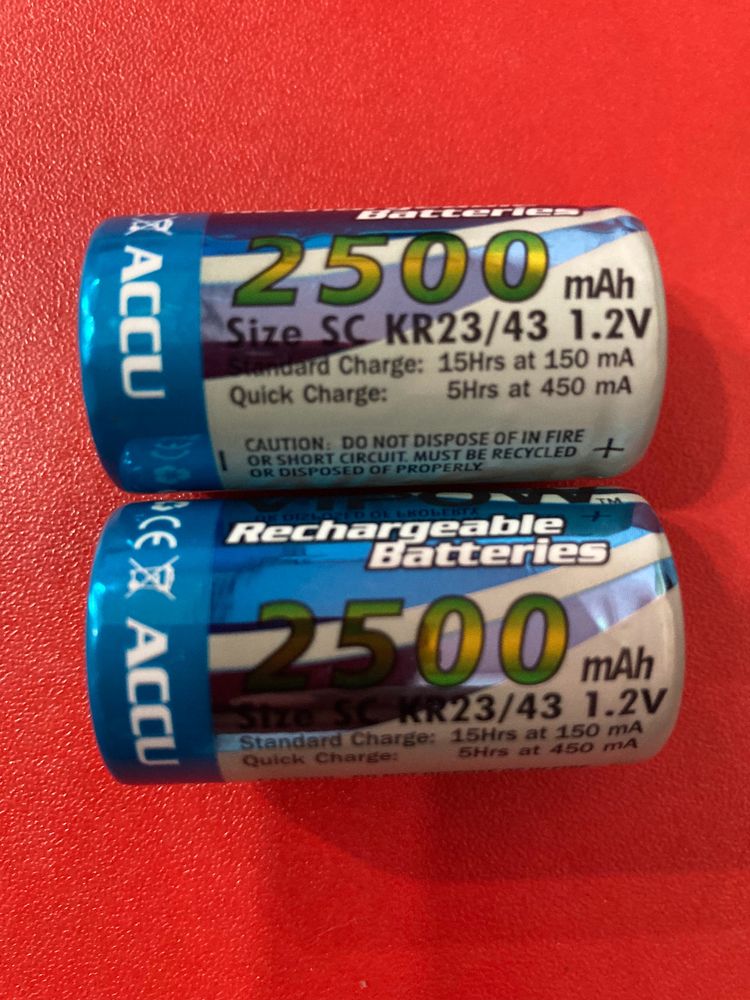 Batteries
2500 mAh
Size SC KR23/43 1.2V
Standard Charge: 15Hrs at 150 mA
Quick Charge: 5Hrs at 450 mA
CAUTION: DO NOT DISPOSE OF IN FIRE
OR SHORT CIRCUIT. MUST BE RECYCLED
OR DISPOSED OF PROPERLY.
- +
ACCU
CE
TM
Rechargeable
Batteries
2500 mAh
Size SC KR23/43 1.2V
Standard Charge: 15Hrs at 150 mA
Quick Charge: 5Hrs at 450 mA
CE
ACCU